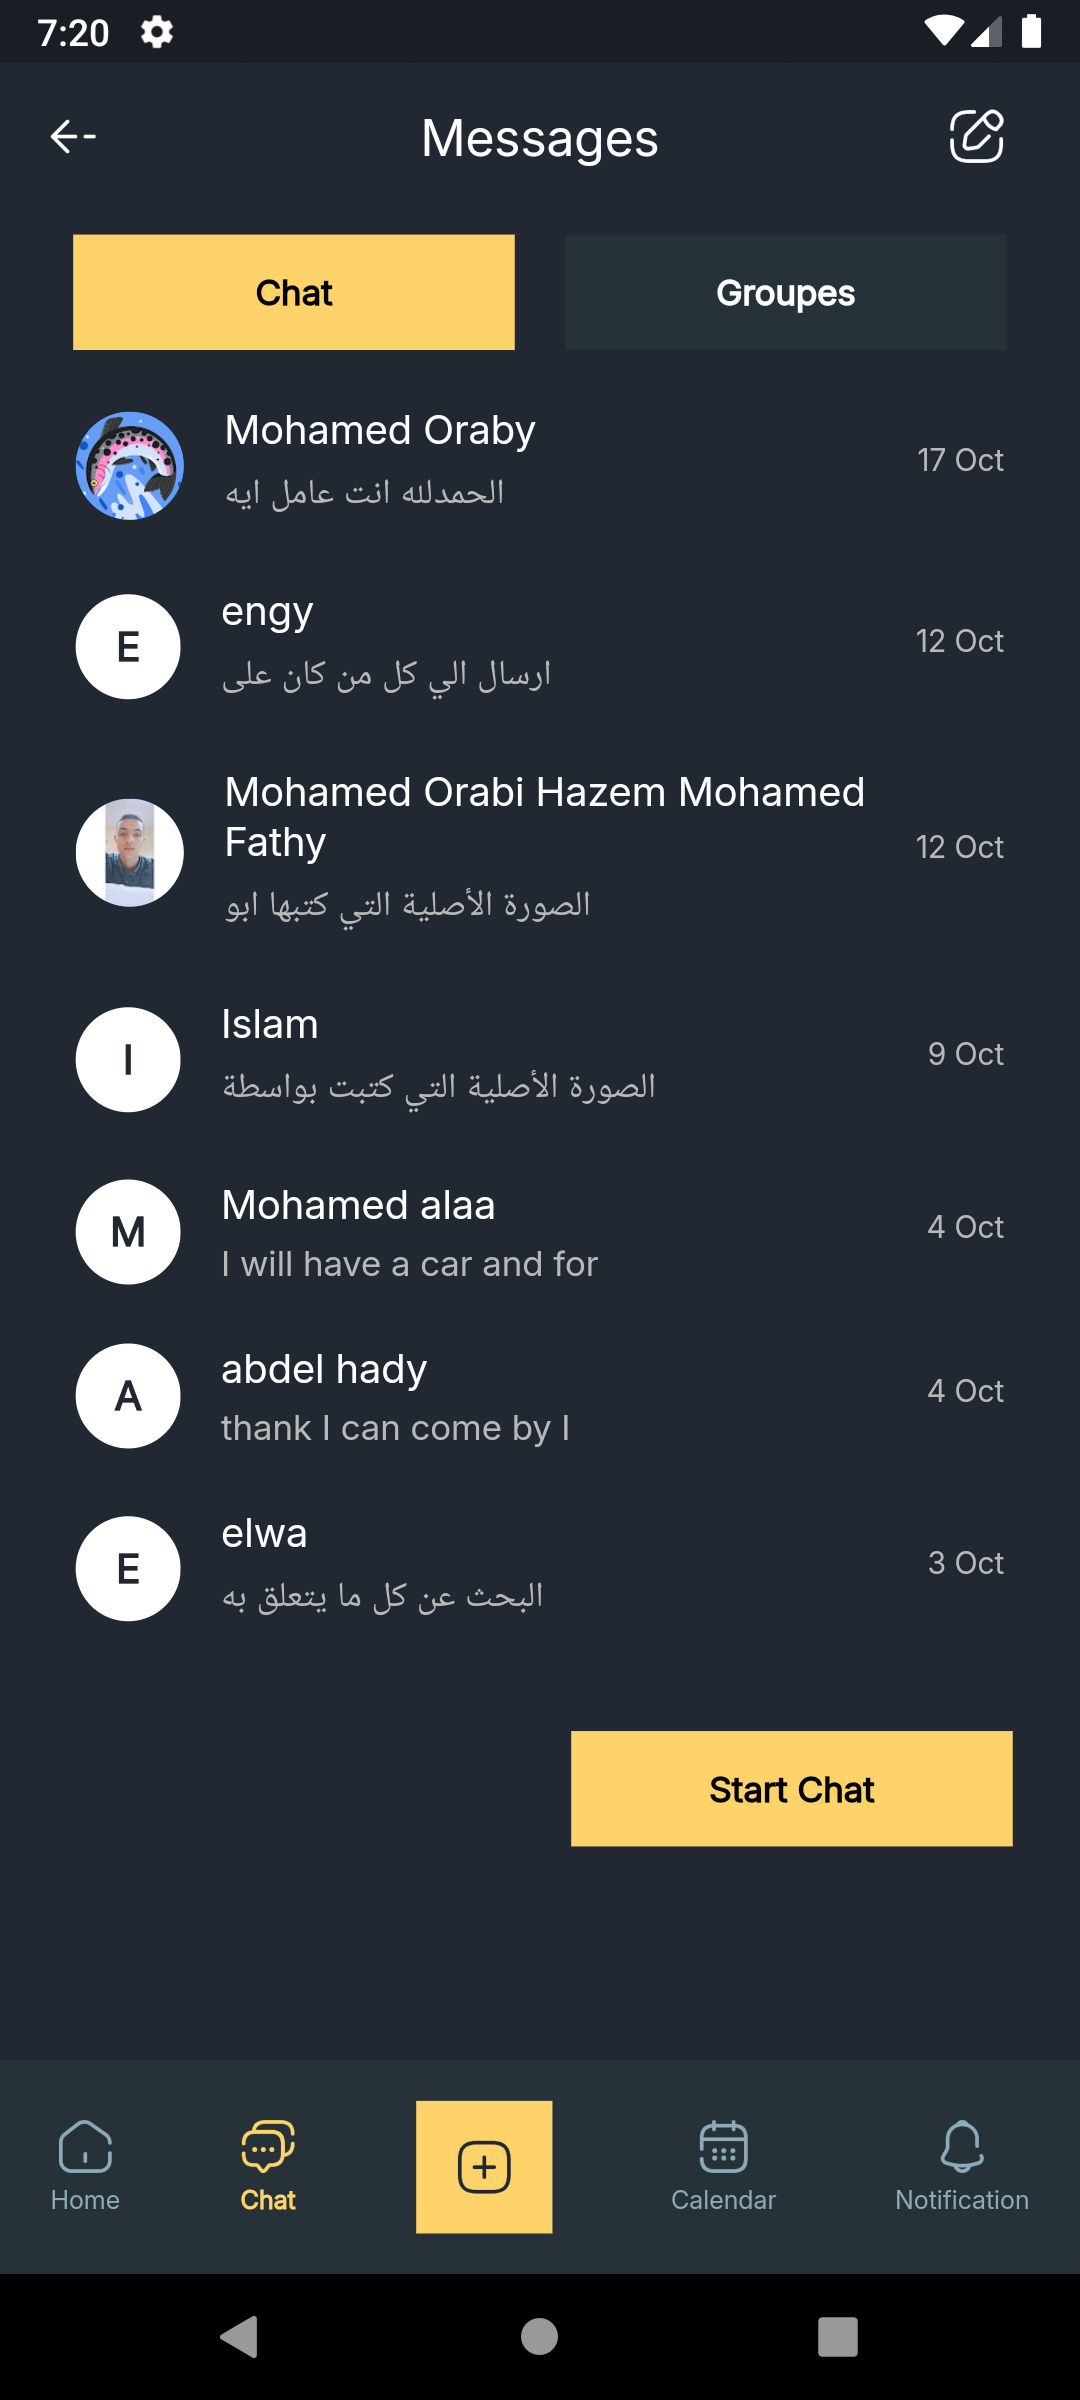 7:20
Messages
Chat
Groupes
Mohamed Oraby
الحمدلله انت عامل ايه
17 Oct
E
engy
ارسال الي كل من كان على
12 Oct
Mohamed Orabi Hazem Mohamed
Fathy
الصورة الأصلية التي كتبها ابو
12 Oct
I
Islam
الصورة الأصلية التي كتبت بواسطة
9 Oct
M
Mohamed alaa
I will have a car and for
4 Oct
A
abdel hady
thank I can come by I
4 Oct
E
elwa
البحث عن كل ما يتعلق به
3 Oct
Start Chat
Home
Chat
Calendar
Notification